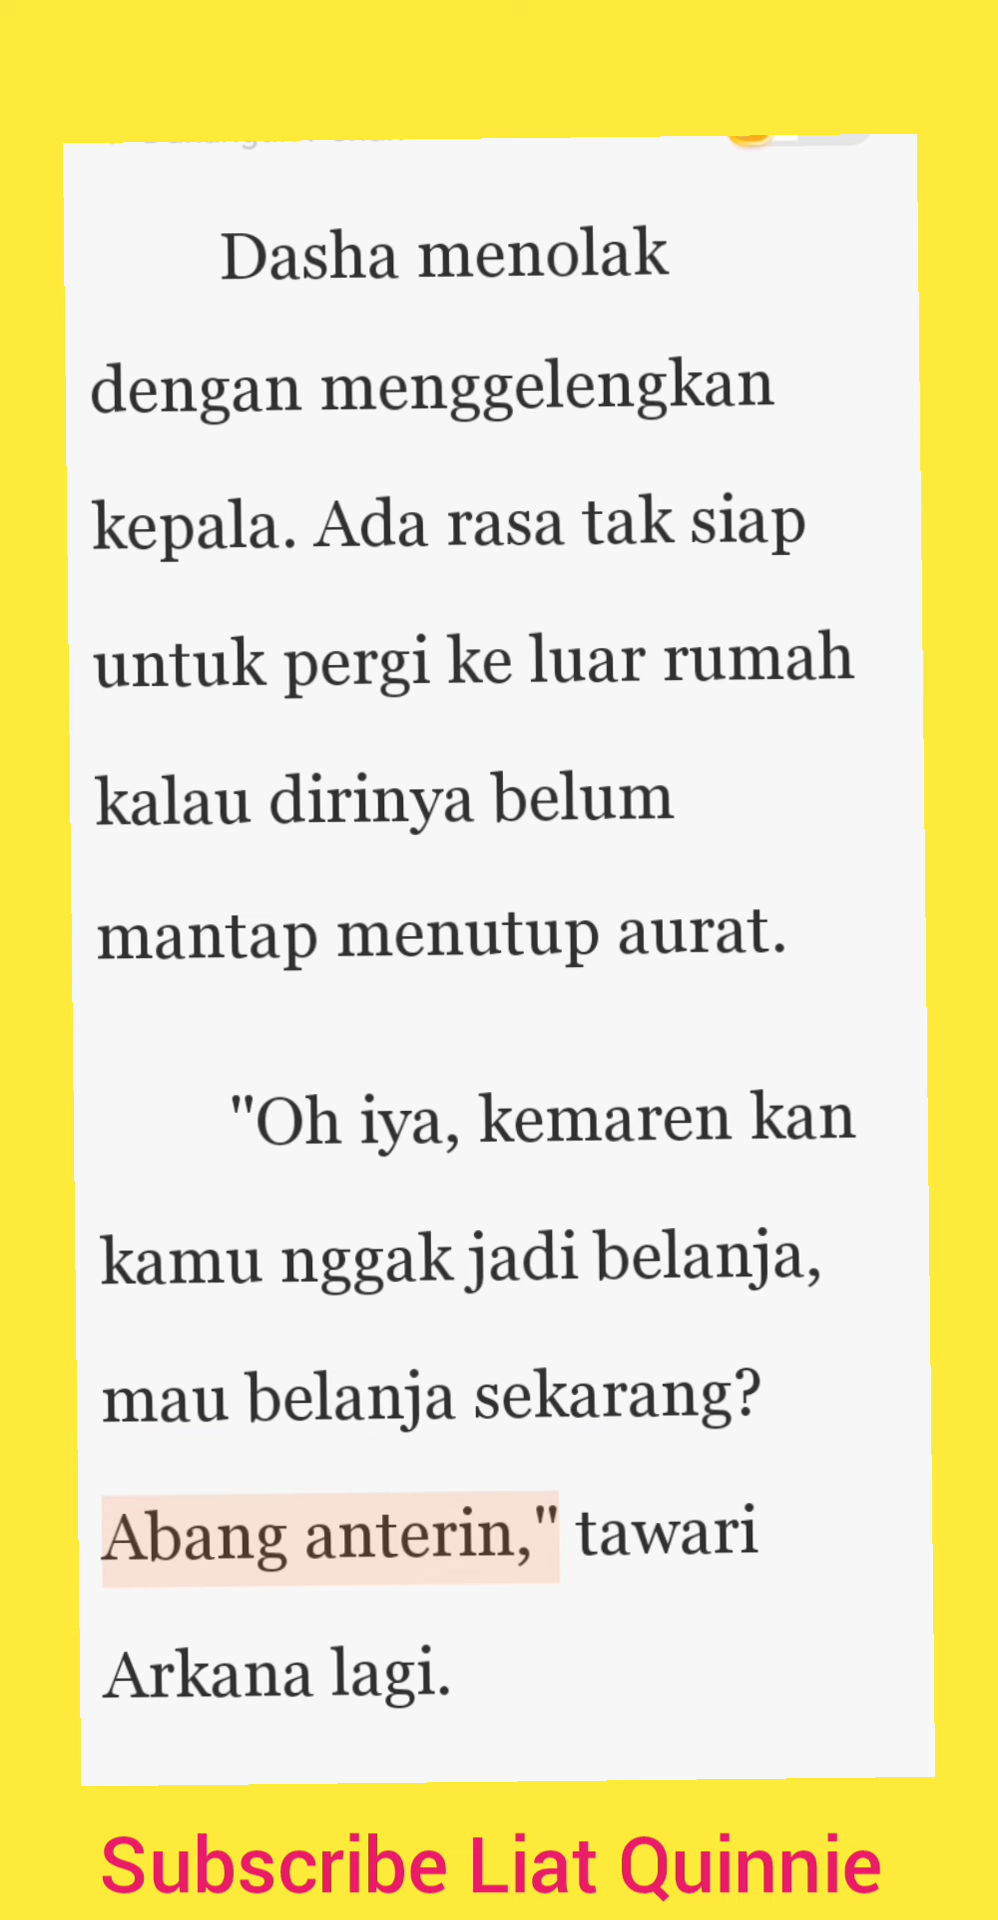 Dasha menolak
dengan menggelengkan
kepala. Ada rasa tak siap
untuk pergi ke luar rumah
kalau dirinya belum
mantap menutup aurat.
"Oh iya, kemaren kan
kamu nggak jadi belanja,
mau belanja sekarang?
Abang anterin," tawari
Arkana lagi.
Subscribe Liat Quinnie